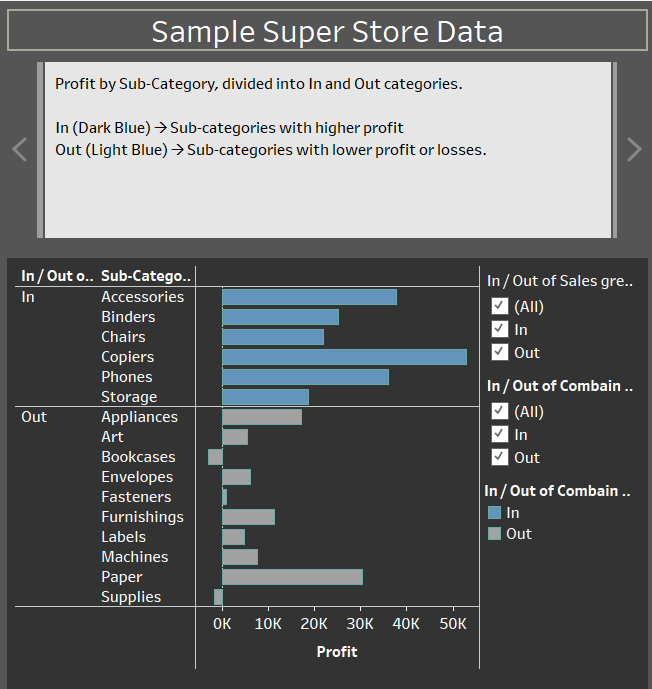 Sample Super Store Data
Profit by Sub-Category, divided into In and Out categories.
In (Dark Blue) → Sub-categories with higher profit
Out (Light Blue) → Sub-categories with lower profit or losses.
In / Out o.. Sub-Catego..
In Accessories
Binders
Chairs
Copiers
Phones
Storage
Out Appliances
Art
Bookcases
Envelopes
Fasteners
Furnishings
Labels
Machines
Paper
Supplies
0K 10K 20K 30K 40K 50K
Profit
In / Out of Sales gre..
(All)
In
Out
In / Out of Combain ..
(All)
In
Out
In / Out of Combain ..
In
Out